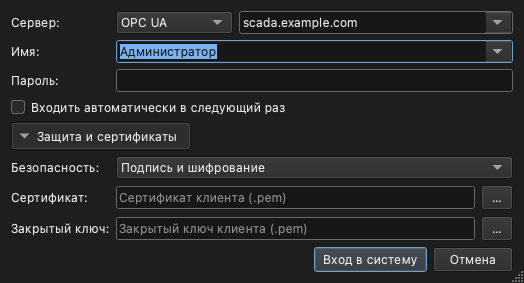 Сервер: OPC UA scada.example.com
Имя: Администратор
Пароль:
Входить автоматически в следующий раз
Защита и сертификаты
Безопасность: Подпись и шифрование
Сертификат: Сертификат клиента (.pem) ...
Закрытый ключ: Закрытый ключ клиента (.pem) ...
Вход в систему Отмена